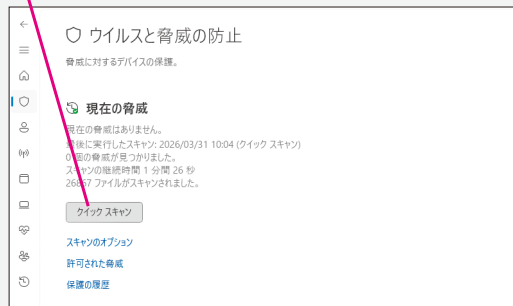 ウイルスと脅威の防止
脅威に対するデバイスの保護。
現在の脅威
現在の脅威はありません。
最後に実行したスキャン: 2026/03/31 10:04 (クイック スキャン)
0 個の脅威が見つかりました。
スキャンの継続時間 1 分間 26 秒
26867 ファイルがスキャンされました。
クイック スキャン
スキャンのオプション
許可された脅威
保護の履歴